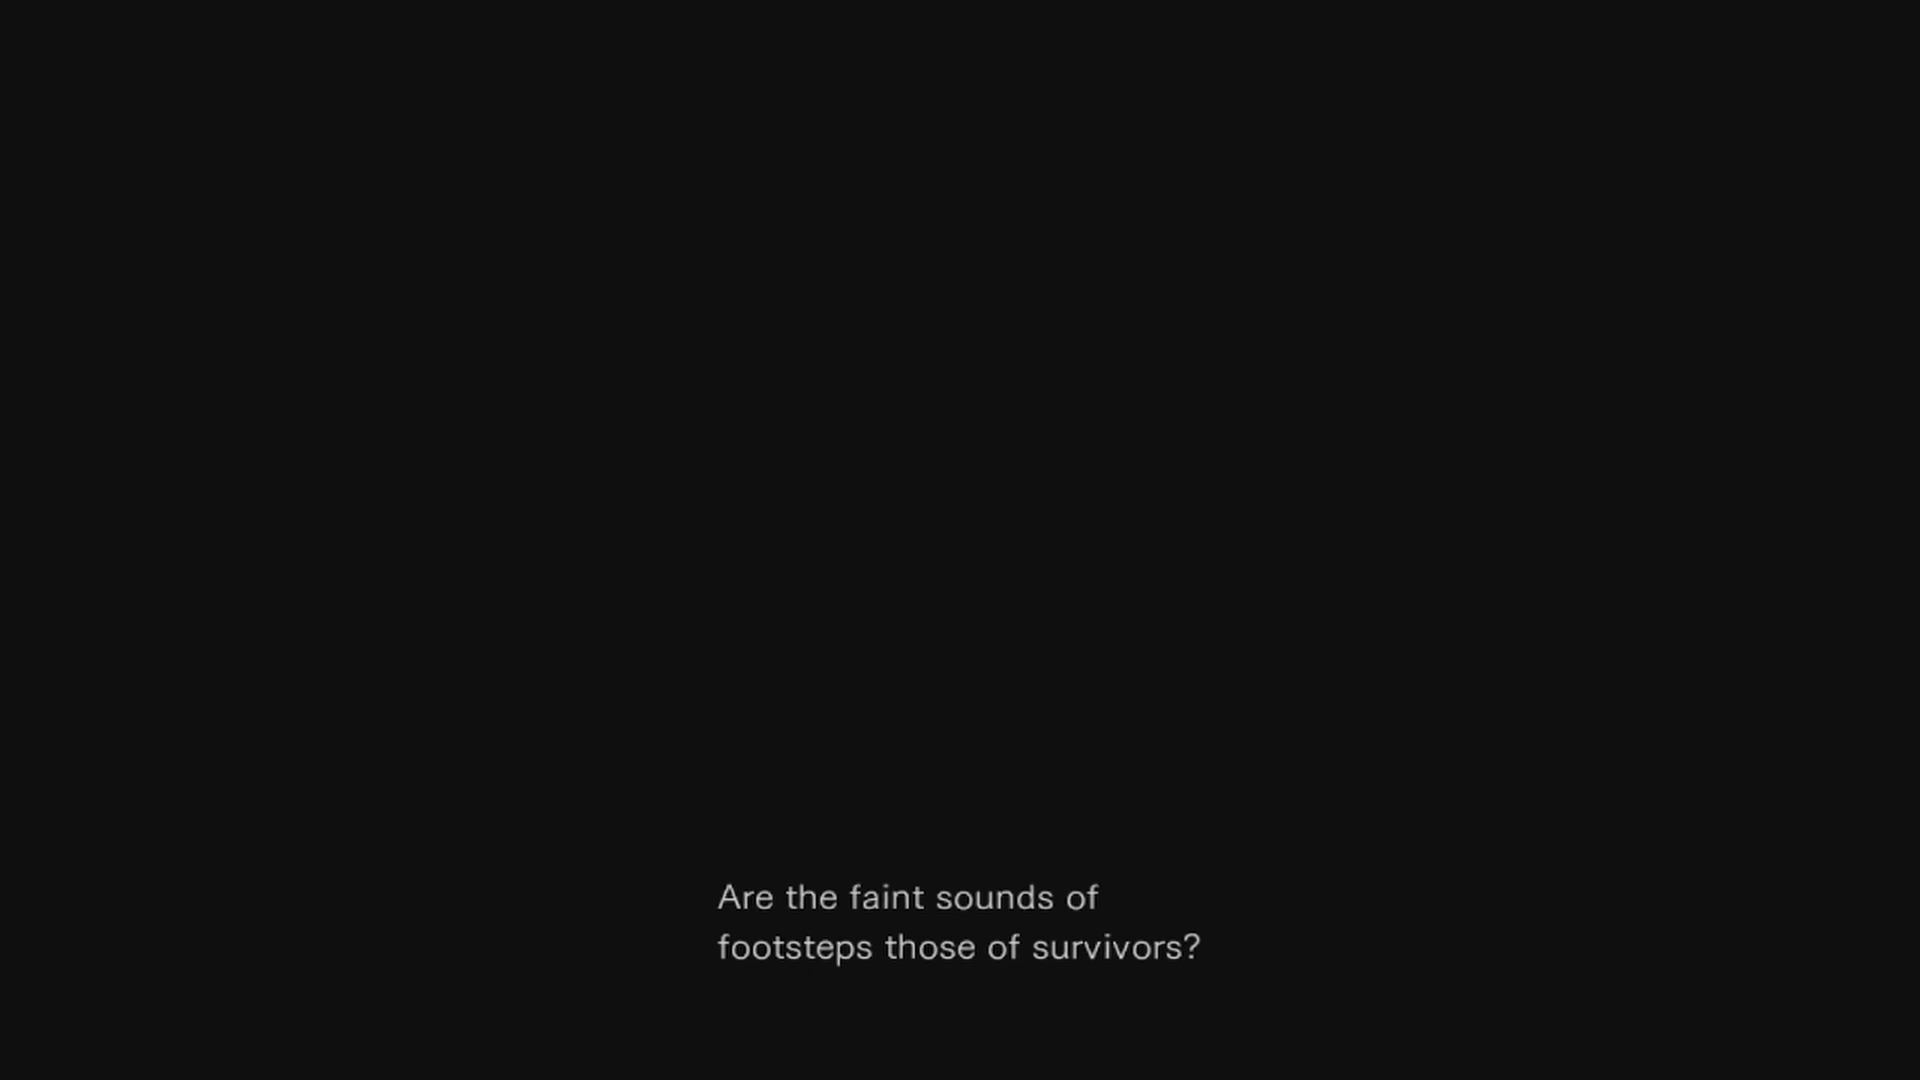 Are the faint sounds of
footsteps those of survivors?